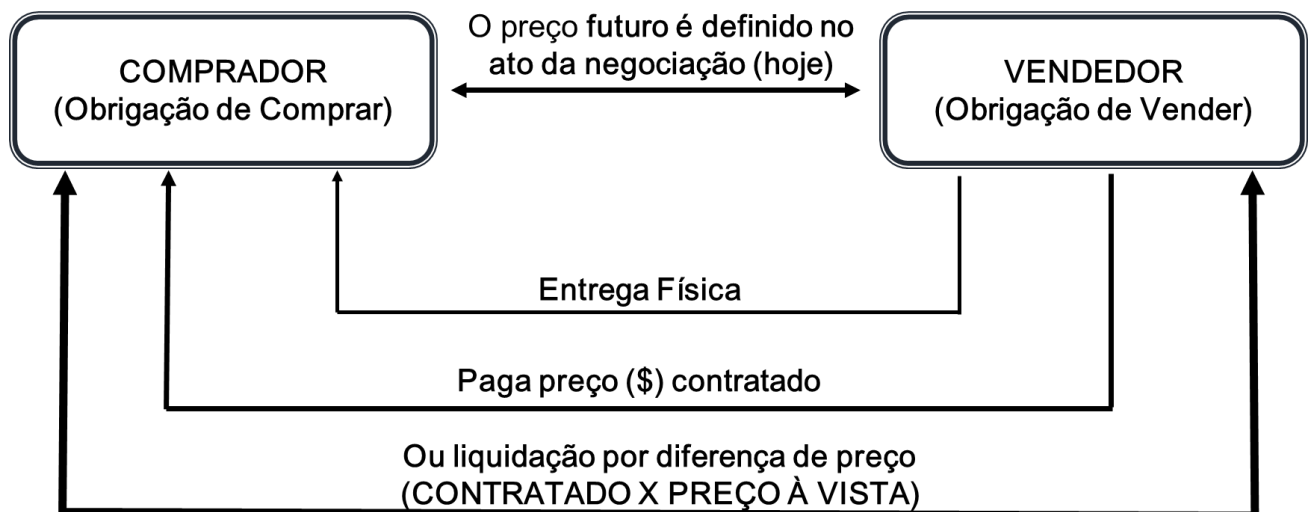 O preço futuro é definido no
ato da negociação (hoje)
COMPRADOR
(Obrigação de Comprar)
VENDEDOR
(Obrigação de Vender)
Entrega Física
Paga preço ($) contratado
Ou liquidação por diferença de preço
(CONTRATADO X PREÇO À VISTA)